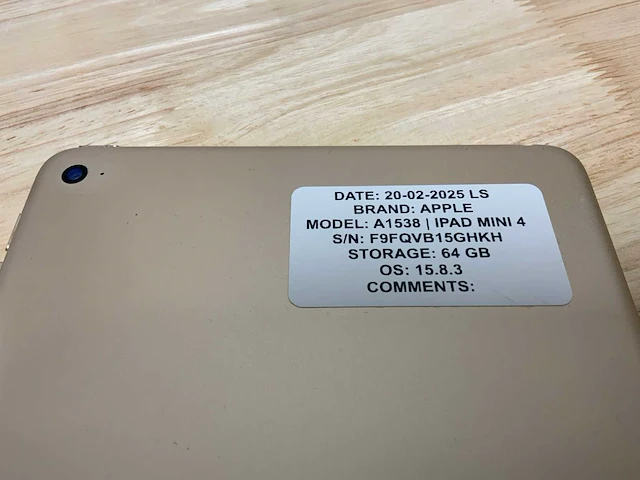 DATE: 20-02-2025 LS
BRAND: APPLE
MODEL: A1538 | IPAD MINI 4
S/N: F9FQVB15GHKH
STORAGE: 64 GB
OS: 15.8.3
COMMENTS: